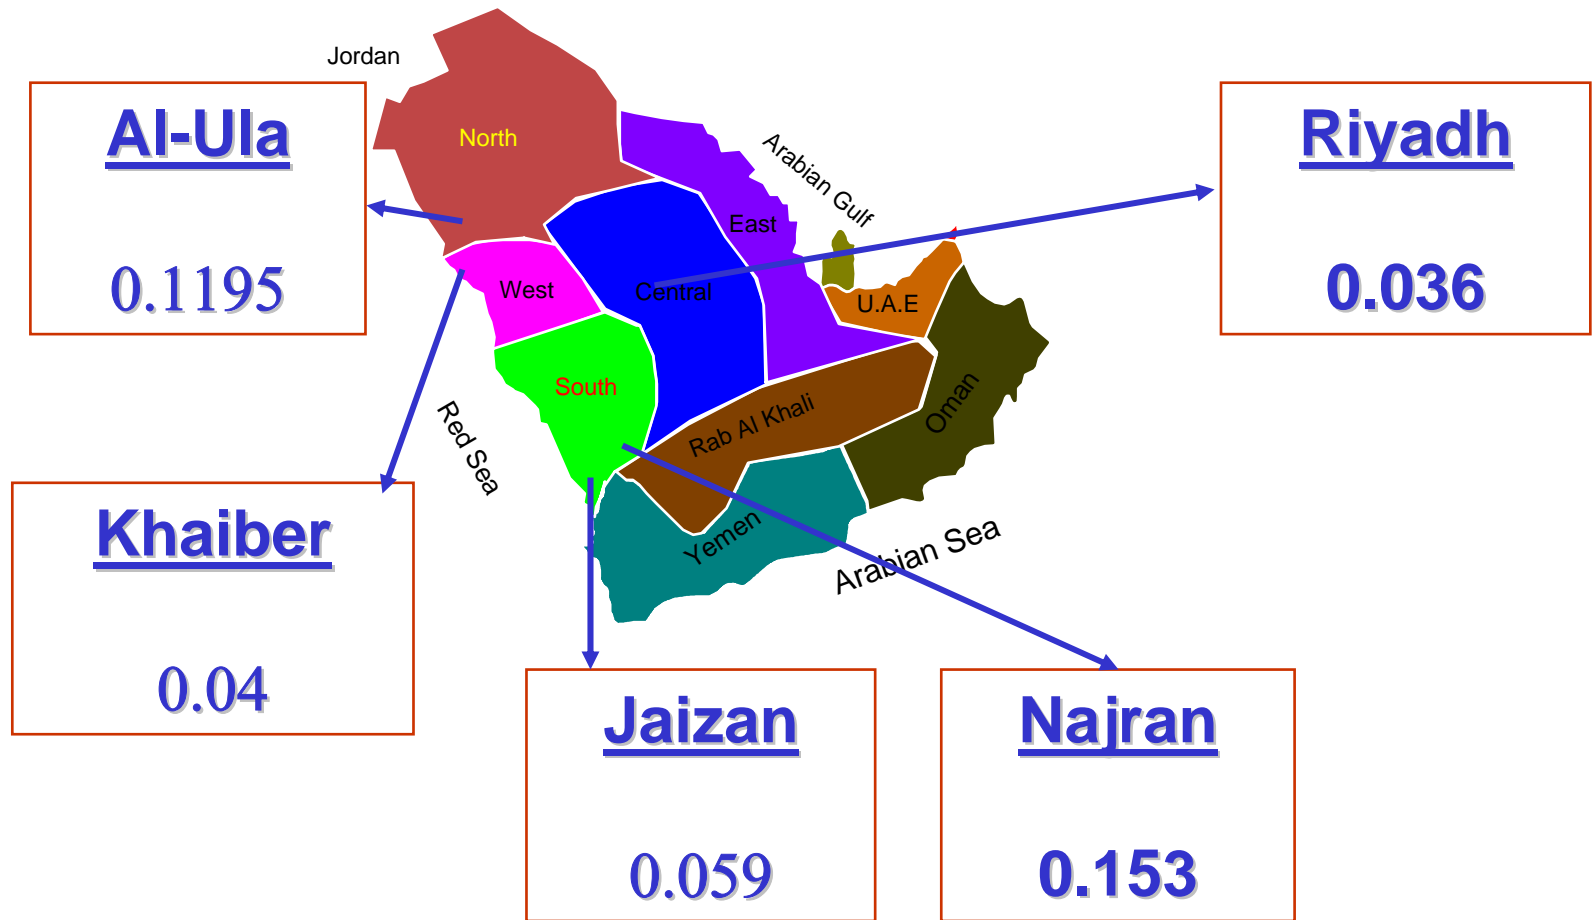 Jordan
Al-Ula
0.1195
Riyadh
0.036
North
Arabian Gulf
East
West
Central
U.A.E
South
Rab Al Khali
Oman
Red Sea
Yemen
Arabian Sea
Khaiber
0.04
Jaizan
0.059
Najran
0.153